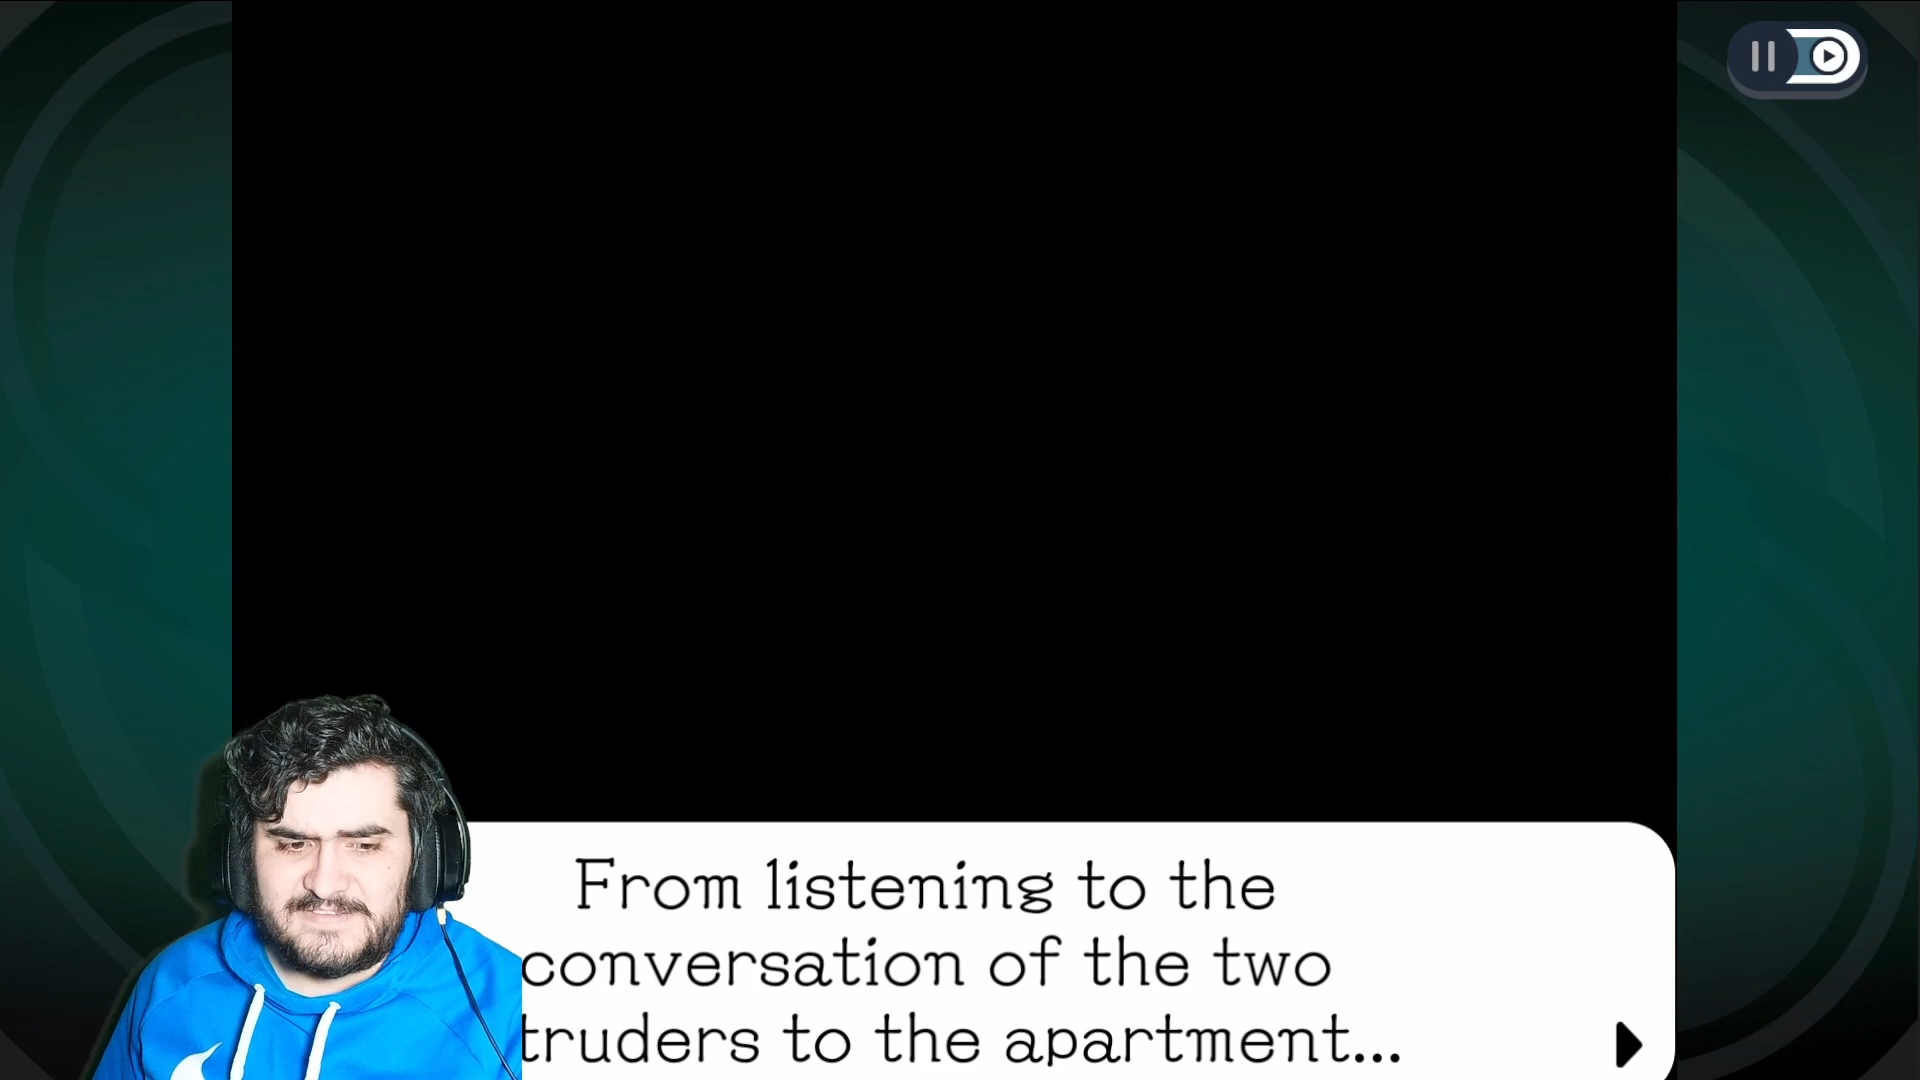 From listening to the
conversation of the two
truders to the apartment...